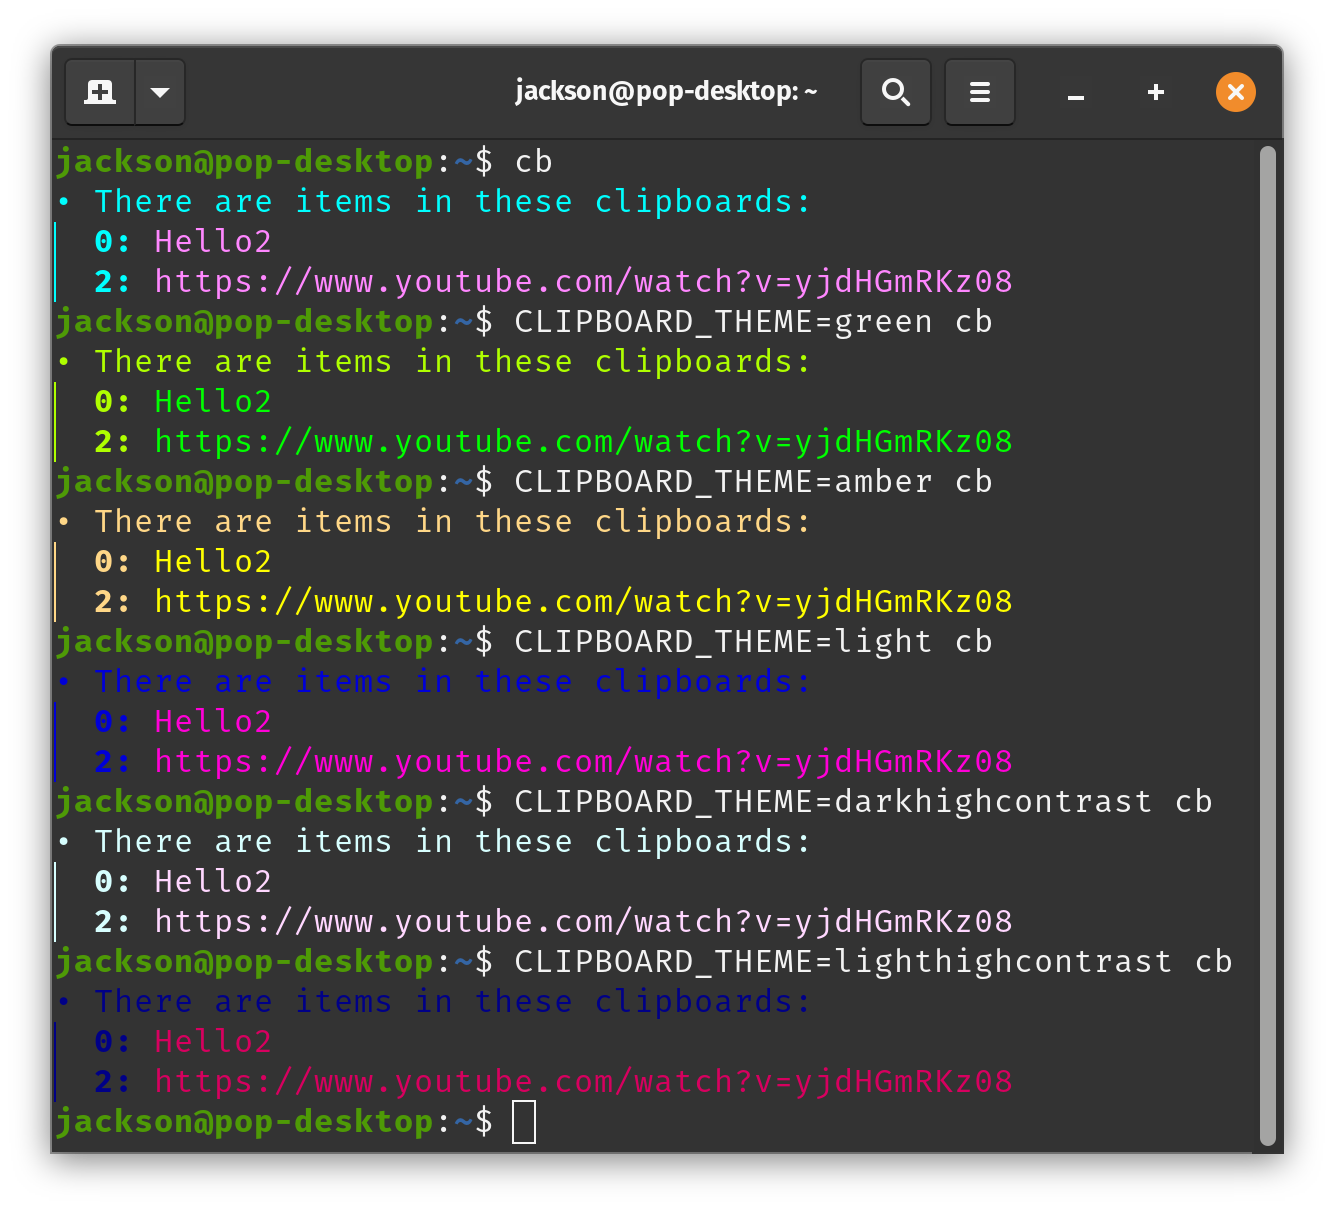 jackson@pop-desktop: ~
jackson@pop-desktop:~$ cb
• There are items in these clipboards:
0: Hello2
2: https://www.youtube.com/watch?v=yjdHGmRKz08
jackson@pop-desktop:~$ CLIPBOARD_THEME=green cb
• There are items in these clipboards:
0: Hello2
2: https://www.youtube.com/watch?v=yjdHGmRKz08
jackson@pop-desktop:~$ CLIPBOARD_THEME=amber cb
• There are items in these clipboards:
0: Hello2
2: https://www.youtube.com/watch?v=yjdHGmRKz08
jackson@pop-desktop:~$ CLIPBOARD_THEME=light cb
• There are items in these clipboards:
0: Hello2
2: https://www.youtube.com/watch?v=yjdHGmRKz08
jackson@pop-desktop:~$ CLIPBOARD_THEME=darkhighcontrast cb
• There are items in these clipboards:
0: Hello2
2: https://www.youtube.com/watch?v=yjdHGmRKz08
jackson@pop-desktop:~$ CLIPBOARD_THEME=lighthighcontrast cb
• There are items in these clipboards:
0: Hello2
2: https://www.youtube.com/watch?v=yjdHGmRKz08
jackson@pop-desktop:~$